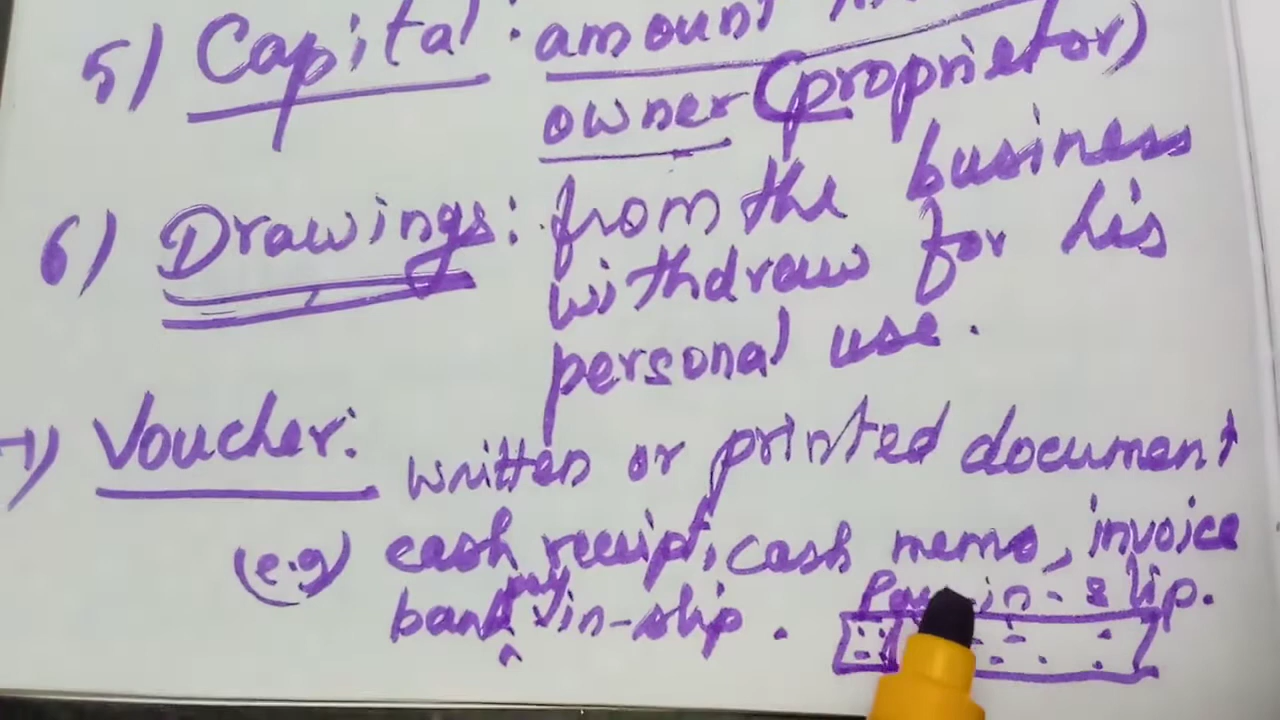 5) Capital: amount
owner (proprietor)
6) Drawings: from the business
withdraw for his
personal use.
7) Voucher: written or printed document
(e.g) cash receipt, cash memo, invoice
bank pay in-slip.
in-slip.